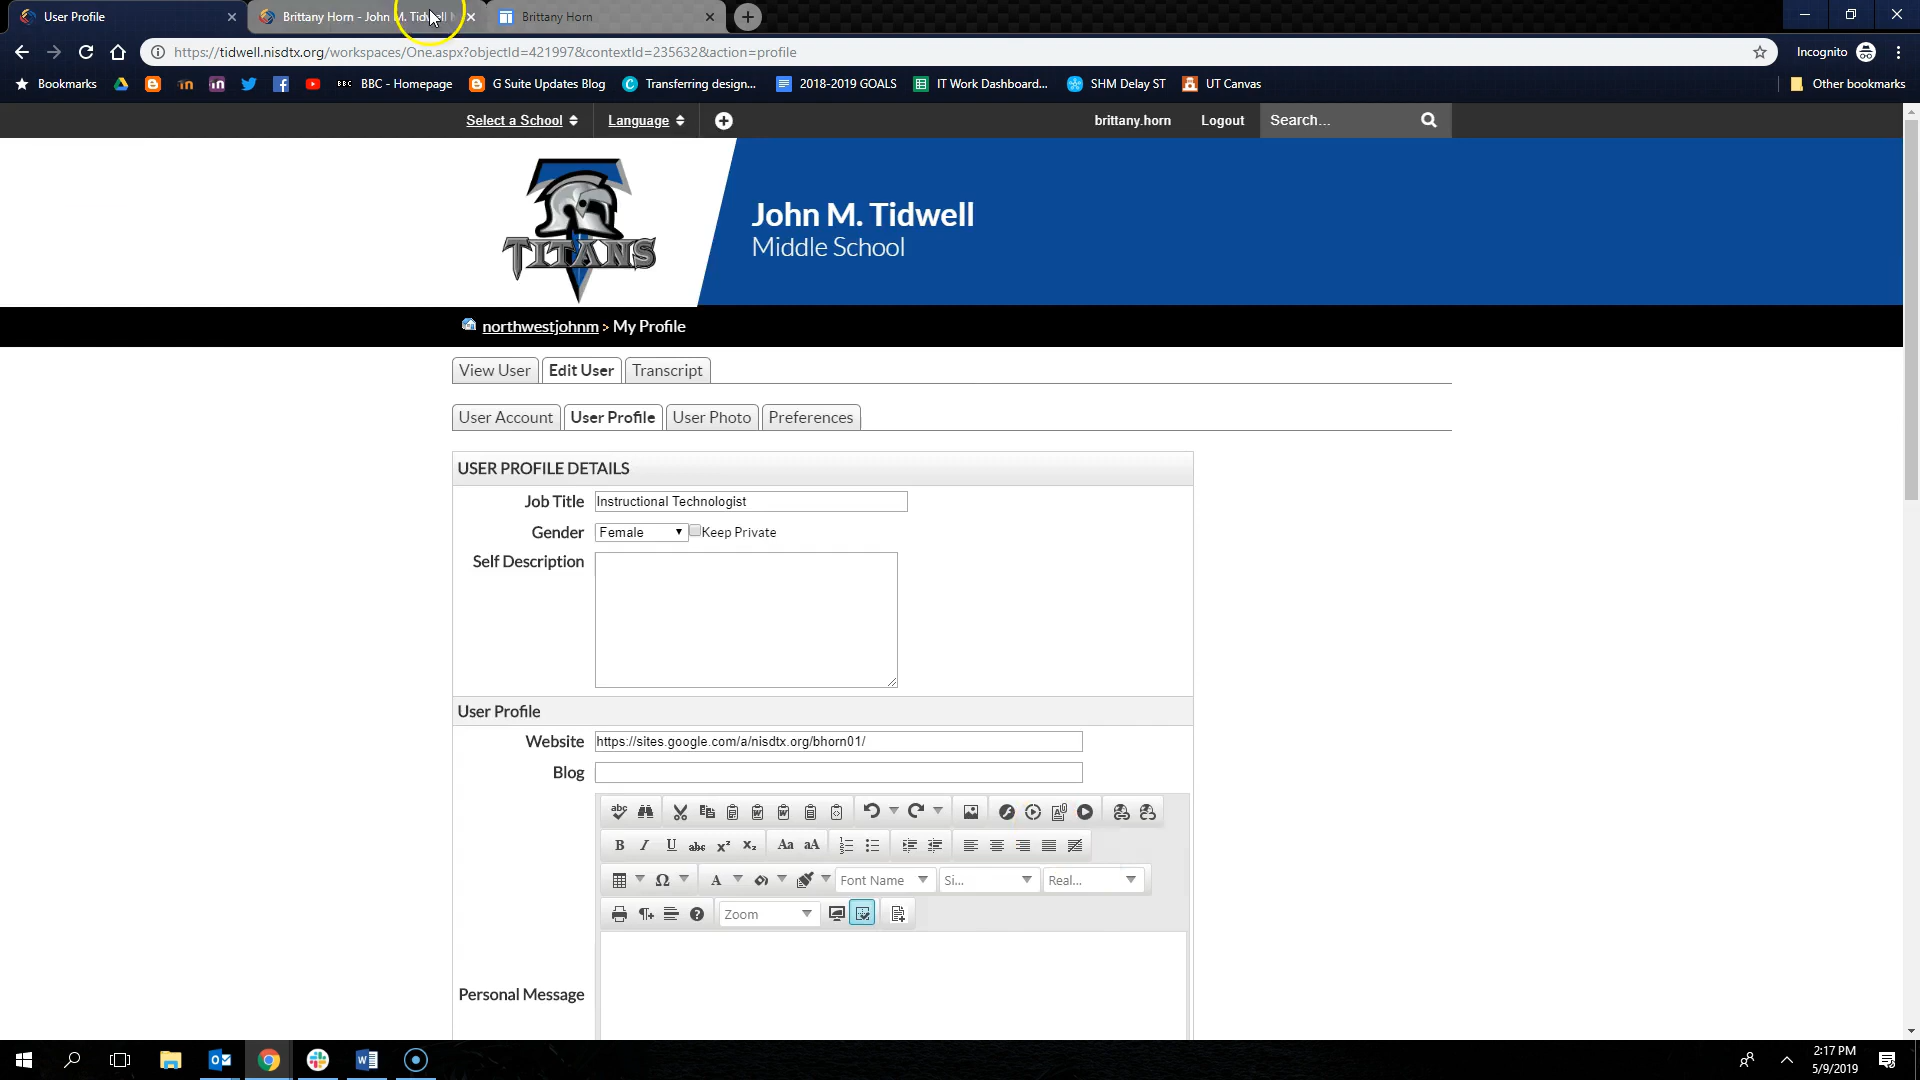 User Profile
Brittany Horn - John M. Tidwell M
Brittany Horn
https://tidwell.nisdtx.org/workspaces/One.aspx?objectId=421997&contextId=235632&action=profile
Incognito
Bookmarks
BBC
BBC - Homepage
G Suite Updates Blog
Transferring design...
2018-2019 GOALS
IT Work Dashboard...
SHM Delay ST
UT Canvas
Other bookmarks
Select a School
Language
brittany.horn
Logout
Search...
TITANS
John M. Tidwell
Middle School
northwestjohnm > My Profile
View User
Edit User
Transcript
User Account
User Profile
User Photo
Preferences
USER PROFILE DETAILS
Job Title
Instructional Technologist
Gender
Female
Keep Private
Self Description
User Profile
Website
https://sites.google.com/a/nisdtx.org/bhorn01/
Blog
Font Name
Si...
Real...
Zoom
Personal Message
2:17 PM
5/9/2019